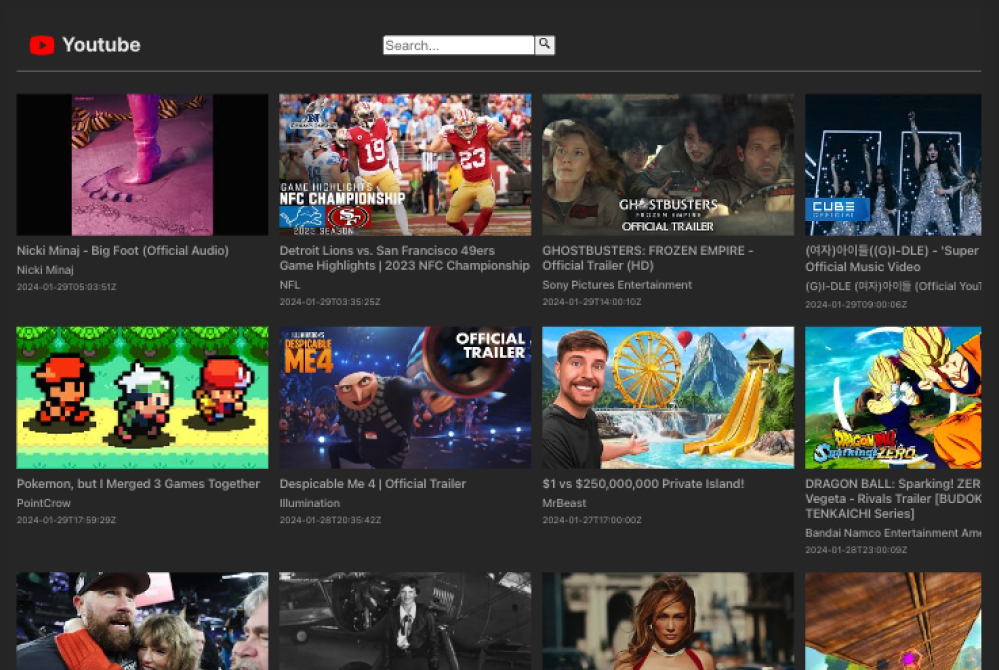 Youtube
Search...
NFC
CHAMPIONSHIP
19
23
GAME HIGHLIGHTS
NFC CHAMPIONSHIP
2023 SEASON
GHOSTBUSTERS
FROZEN EMPIRE
OFFICIAL TRAILER
CUBE
OFFICIAL
Nicki Minaj - Big Foot (Official Audio)
Nicki Minaj
2024-01-29T05:03:51Z
Detroit Lions vs. San Francisco 49ers
Game Highlights | 2023 NFC Championship
NFL
2024-01-29T03:35:25Z
GHOSTBUSTERS: FROZEN EMPIRE -
Official Trailer (HD)
Sony Pictures Entertainment
2024-01-29T14:00:10Z
(여자)아이들((G)I-DLE) - 'Super
Official Music Video
(G)I-DLE (여자)아이들 (Official YouT
2024-01-29T09:00:06Z
ILLUMINATION'S
DESPICABLE
ME4
OFFICIAL
TRAILER
DRAGON BALL
Sparking! ZERO
Pokemon, but I Merged 3 Games Together
PointCrow
2024-01-29T17:59:29Z
Despicable Me 4 | Official Trailer
Illumination
2024-01-28T20:35:42Z
$1 vs $250,000,000 Private Island!
MrBeast
2024-01-27T17:00:00Z
DRAGON BALL: Sparking! ZER
Vegeta - Rivals Trailer [BUDOK
TENKAICHI Series]
Bandai Namco Entertainment Ame
2024-01-28T23:00:09Z